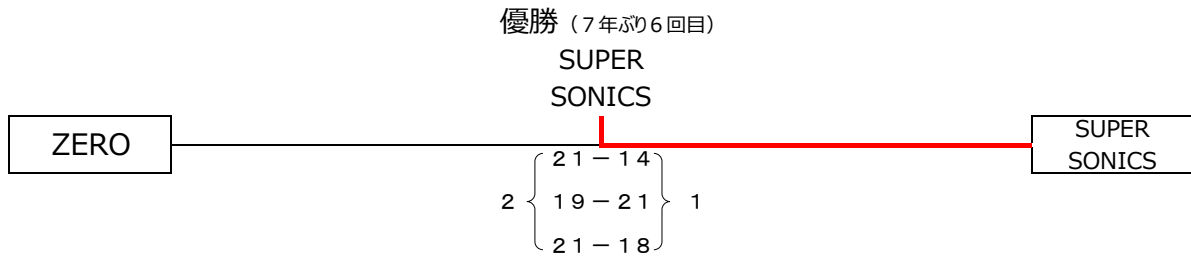 優勝（７年ぶり６回目）
SUPER
SONICS
ZERO
SUPER
SONICS
２１－１４
２ １９－２１ １
２１－１８